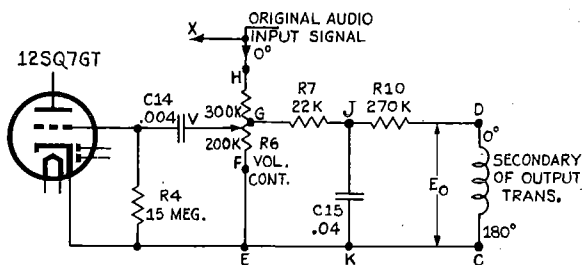 X
ORIGINAL AUDIO
INPUT SIGNAL
0°
12SQ7GT
H
C14
.004
V
300K
G
R7
22K
J
R10
270K
D
0°
200K
R6
VOL.
CONT.
F
R4
15 MEG.
C15
.04
E₀
SECONDARY
OF OUTPUT
TRANS.
180°
E
K
C